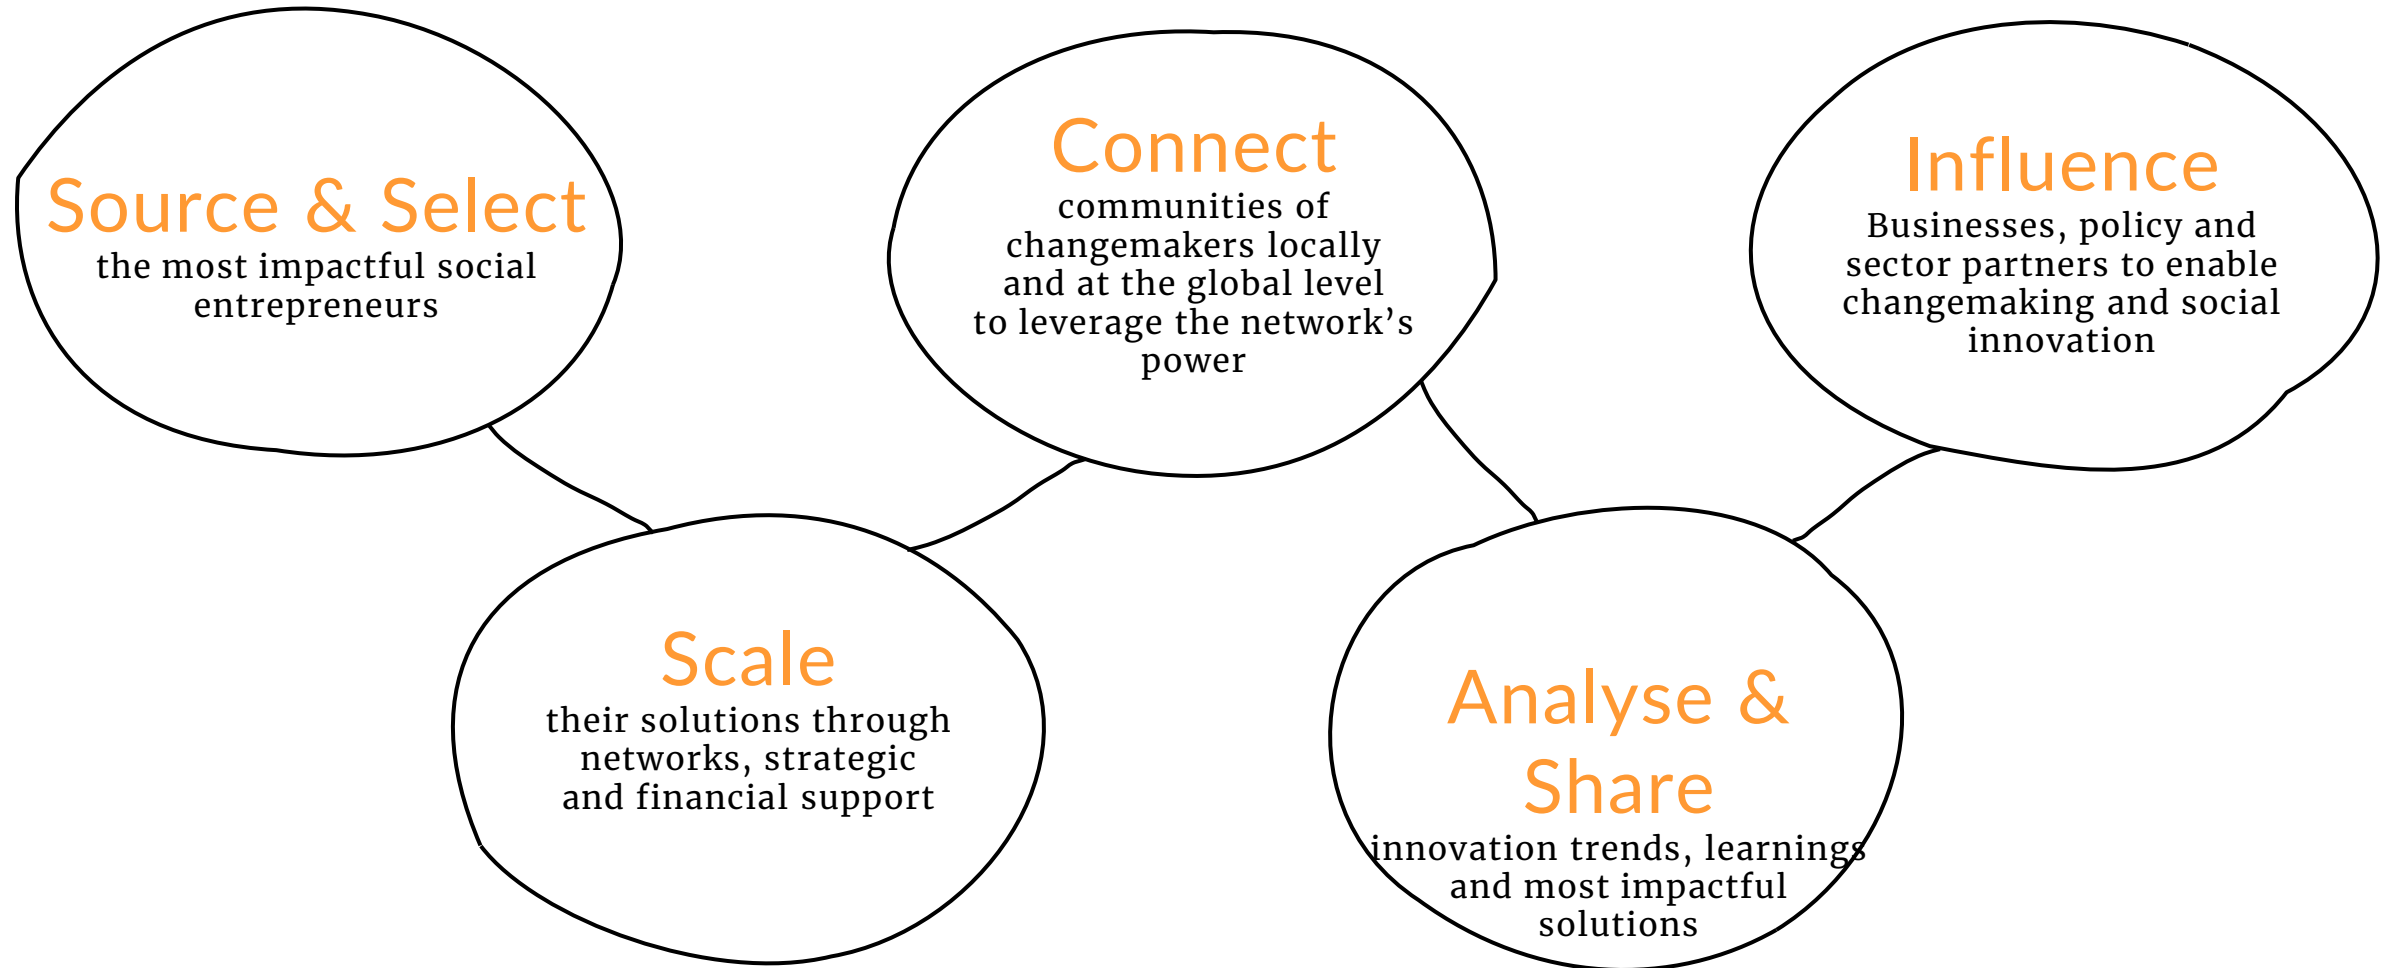 Source & Select
the most impactful social
entrepreneurs
Scale
their solutions through
networks, strategic
and financial support
Connect
communities of
changemakers locally
and at the global level
to leverage the network’s
power
Analyse &
Share
innovation trends, learnings
and most impactful
solutions
Influence
Businesses, policy and
sector partners to enable
changemaking and social
innovation